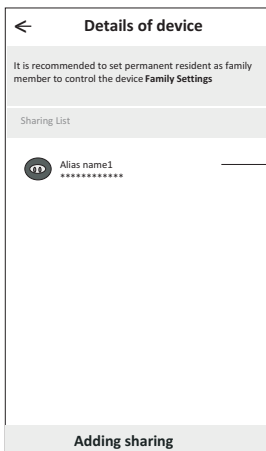 Details of device
It is recommended to set permanent resident as family
member to control the device Family Settings
Sharing List
Alias name1
************
Adding sharing